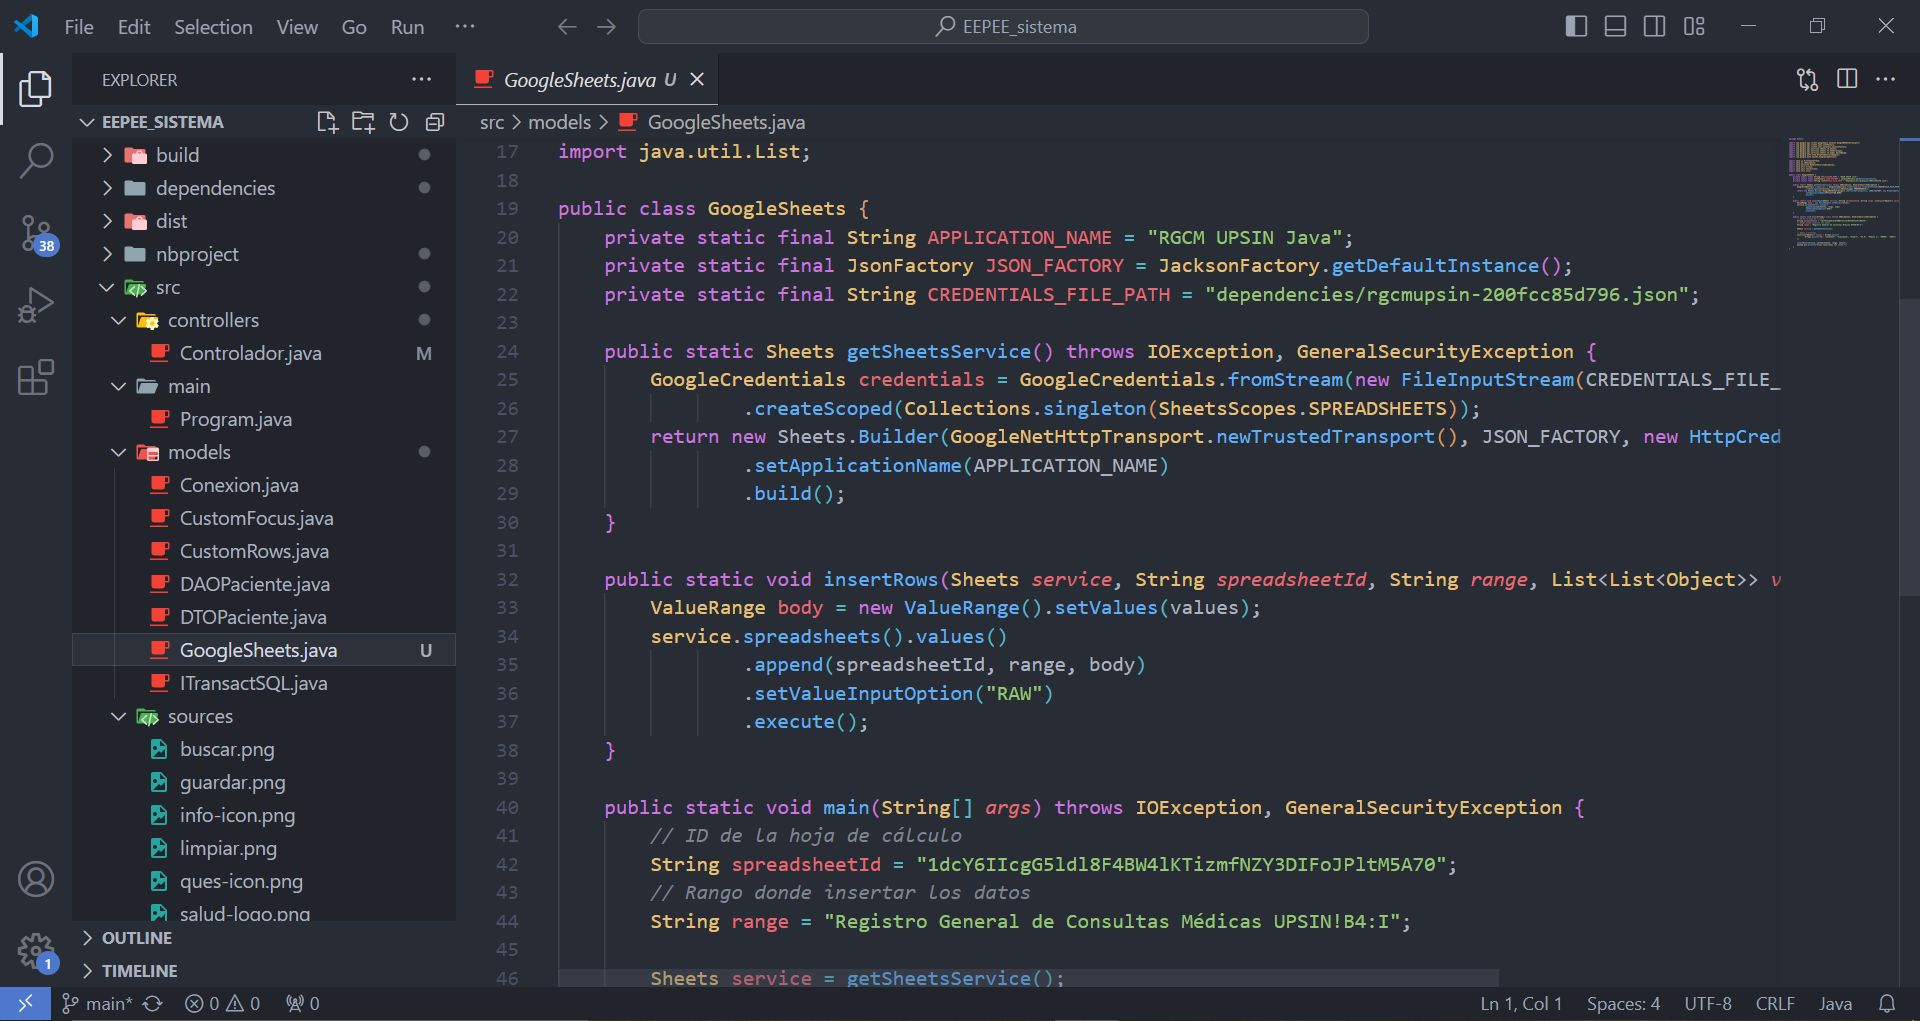 File Edit Selection View Go Run ··· EEPEE_sistema
EXPLORER ···
EEPEE_SISTEMA
build
dependencies
dist
nbproject
src
controllers
Controlador.java M
main
Program.java
models
Conexion.java
CustomFocus.java
CustomRows.java
DAOPaciente.java
DTOPaciente.java
GoogleSheets.java U
ITransactSQL.java
sources
buscar.png
guardar.png
info-icon.png
limpiar.png
ques-icon.png
salud-logo.png
OUTLINE
TIMELINE
38
1
GoogleSheets.java U
src > models > GoogleSheets.java
17 import java.util.List;
18
19 public class GoogleSheets {
20 private static final String APPLICATION_NAME = "RGCM UPSIN Java";
21 private static final JsonFactory JSON_FACTORY = JacksonFactory.getDefaultInstance();
22 private static final String CREDENTIALS_FILE_PATH = "dependencies/rgcmupsin-200fcc85d796.json";
23
24 public static Sheets getSheetsService() throws IOException, GeneralSecurityException {
25 GoogleCredentials credentials = GoogleCredentials.fromStream(new FileInputStream(CREDENTIALS_FILE_
26 .createScoped(Collections.singleton(SheetsScopes.SPREADSHEETS));
27 return new Sheets.Builder(GoogleNetHttpTransport.newTrustedTransport(), JSON_FACTORY, new HttpCred
28 .setApplicationName(APPLICATION_NAME)
29 .build();
30 }
31
32 public static void insertRows(Sheets service, String spreadsheetId, String range, List<List<Object>> v
33 ValueRange body = new ValueRange().setValues(values);
34 service.spreadsheets().values()
35 .append(spreadsheetId, range, body)
36 .setValueInputOption("RAW")
37 .execute();
38 }
39
40 public static void main(String[] args) throws IOException, GeneralSecurityException {
41 // ID de la hoja de cálculo
42 String spreadsheetId = "1dcY6IIcgG5ldl8F4BW4lKTizmfNZY3DIFoJPltM5A70";
43 // Rango donde insertar los datos
44 String range = "Registro General de Consultas Médicas UPSIN!B4:I";
45
46 Sheets service = getSheetsService();
main* 0 0 0 Ln 1, Col 1 Spaces: 4 UTF-8 CRLF Java